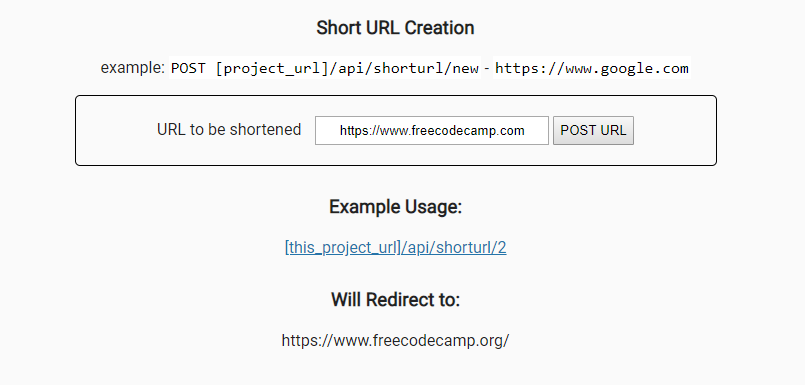 Short URL Creation
example: POST [project_url]/api/shorturl/new - https://www.google.com
URL to be shortened https://www.freecodecamp.com POST URL
Example Usage:
[this_project_url]/api/shorturl/2
Will Redirect to:
https://www.freecodecamp.org/